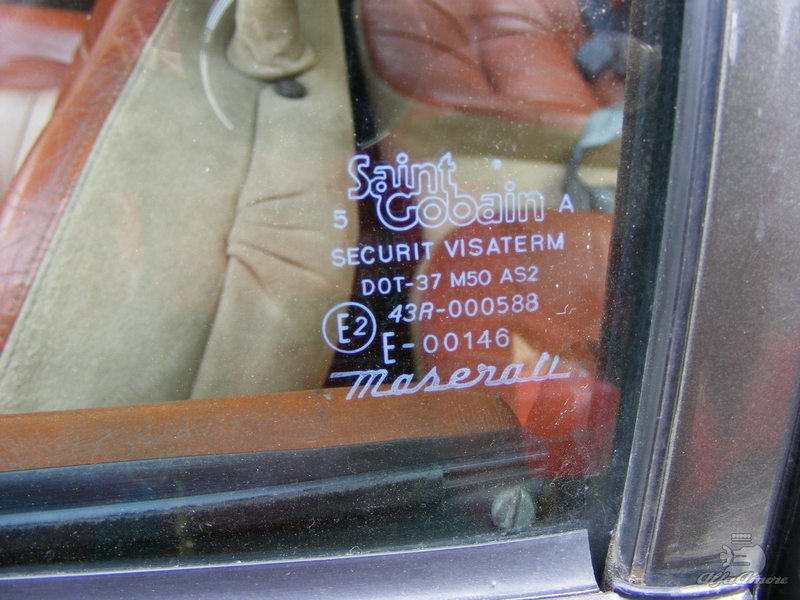 Saint
5 Gobain A
SECURIT VISATERM
DOT-37 M50 AS2
E2 43R-000588
E-00146
Maserati